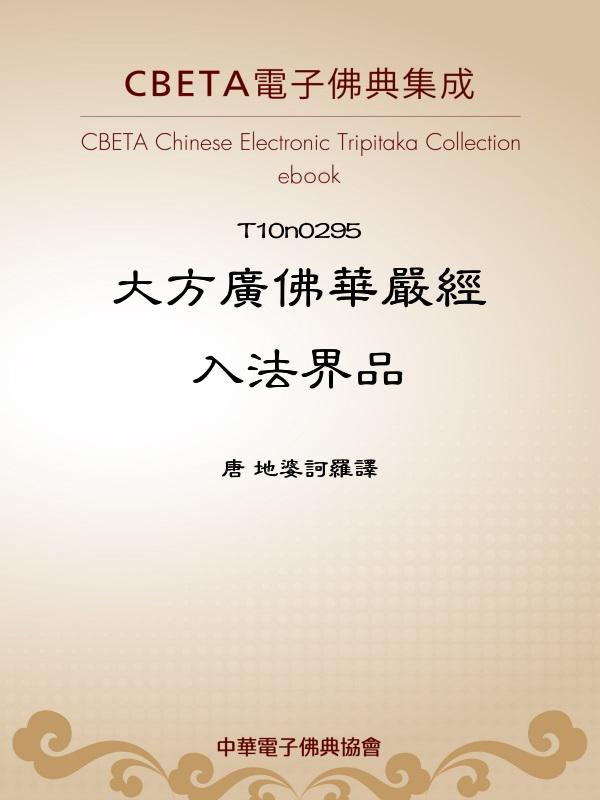 CBETA電子佛典集成
CBETA Chinese Electronic Tripitaka Collection
ebook
T10n0295
大方廣佛華嚴經
入法界品
唐 地婆訶羅譯
中華電子佛典協會